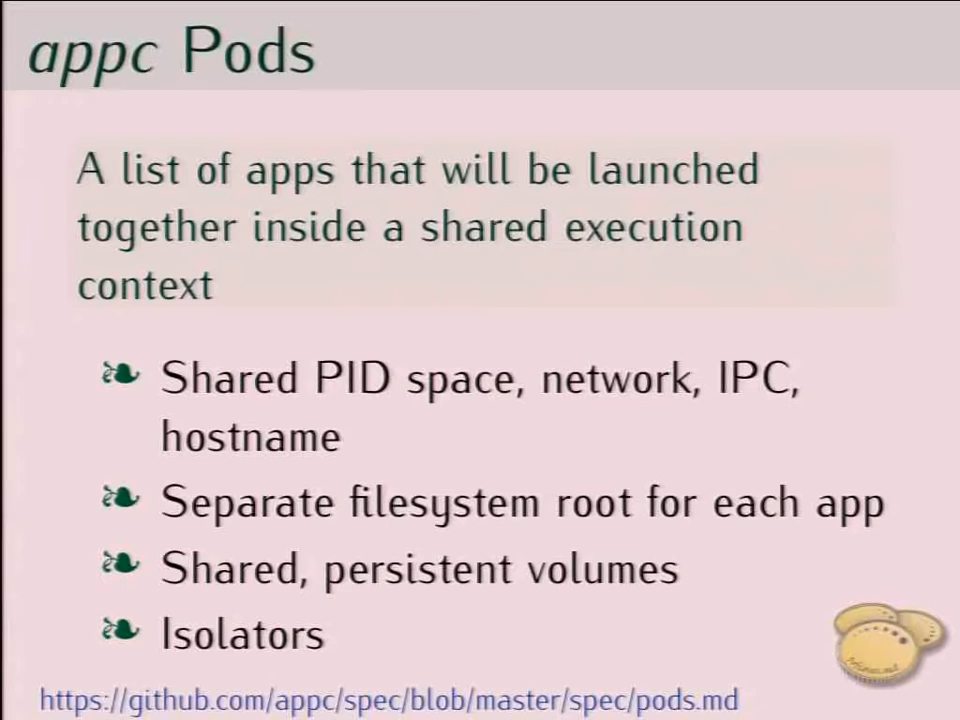 appc Pods
A list of apps that will be launched
together inside a shared execution
context
❧ Shared PID space, network, IPC,
hostname
❧ Separate filesystem root for each app
❧ Shared, persistent volumes
❧ Isolators
https://github.com/appc/spec/blob/master/spec/pods.md